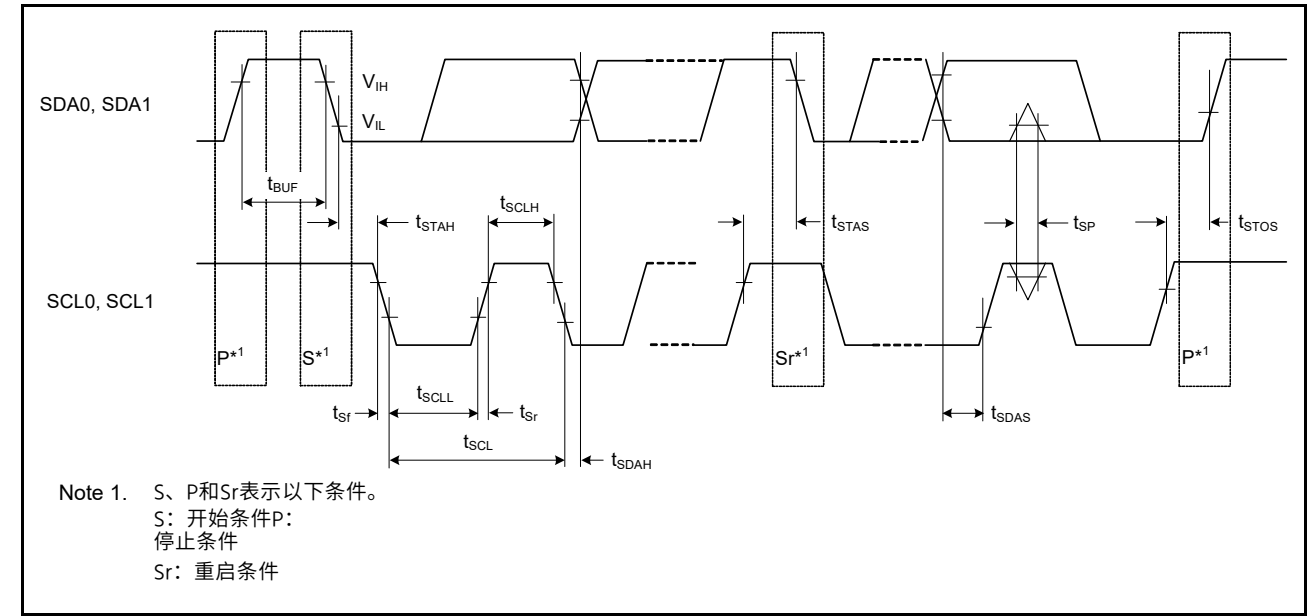 SDA0, SDA1
VIH
VIL
tBUF
tSTAH
tSCLH
tSTAS
tSP
tSTOS
SCL0, SCL1
P*1
S*1
Sr*1
P*1
tSf
tSCLL
tSr
tSDAS
tSCL
tSDAH
Note 1. S、P和Sr表示以下条件。
S：开始条件P：
停止条件
Sr：重启条件